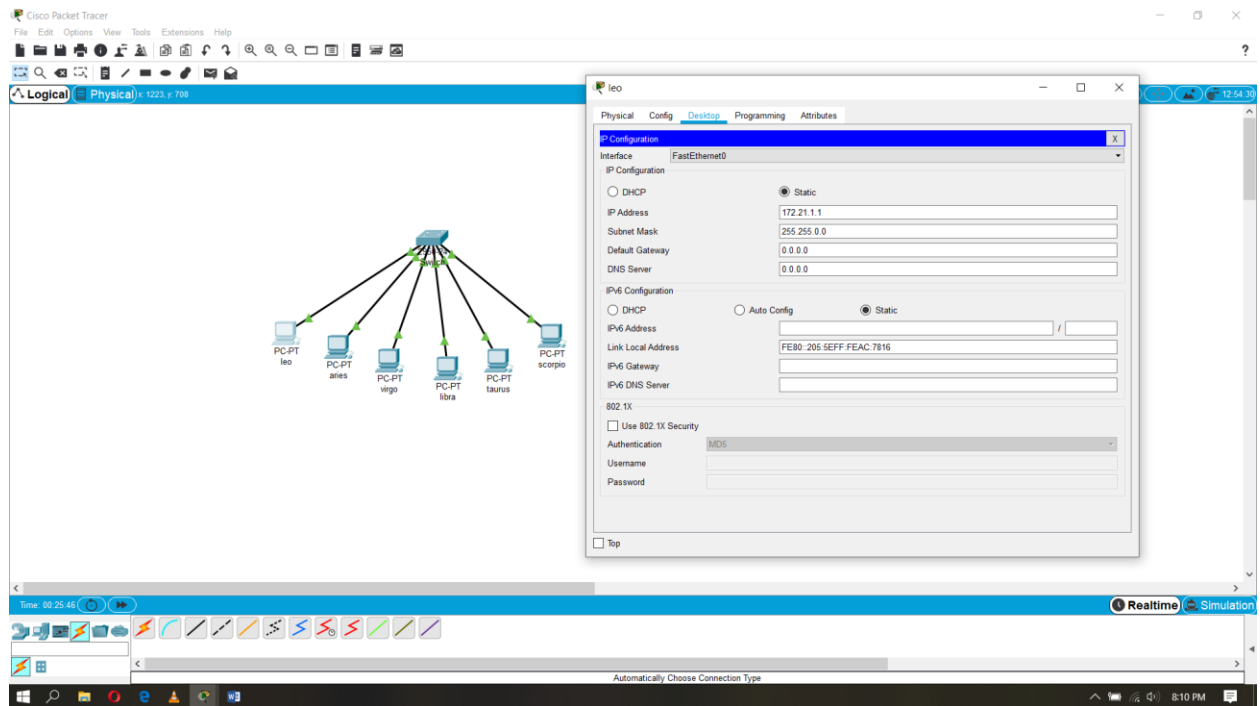 Cisco Packet Tracer
File Edit Options View Tools Extensions Help
?
Logical Physical x: 1223, y: 708
12:54:30
Switch
PC-PT
leo
PC-PT
aries
PC-PT
virgo
PC-PT
libra
PC-PT
taurus
PC-PT
scorpio
leo
Physical Config Desktop Programming Attributes
IP Configuration X
Interface FastEthernet0
IP Configuration
DHCP Static
IP Address 172.21.1.1
Subnet Mask 255.255.0.0
Default Gateway 0.0.0.0
DNS Server 0.0.0.0
IPv6 Configuration
DHCP Auto Config Static
IPv6 Address /
Link Local Address FE80::205:5EFF:FEAC:7816
IPv6 Gateway
IPv6 DNS Server
802.1X
Use 802.1X Security
Authentication MD5
Username
Password
Top
Time: 00:25:46
Realtime Simulation
Automatically Choose Connection Type
8:10 PM